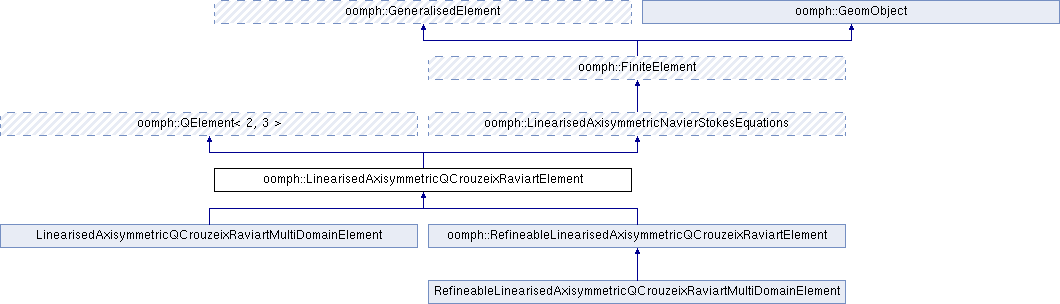 oomph::GeneralisedElement
oomph::GeomObject
oomph::FiniteElement
oomph::QElement< 2, 3 >
oomph::LinearisedAxisymmetricNavierStokesEquations
oomph::LinearisedAxisymmetricQCrouzeixRaviartElement
LinearisedAxisymmetricQCrouzeixRaviartMultiDomainElement
oomph::RefineableLinearisedAxisymmetricQCrouzeixRaviartElement
RefineableLinearisedAxisymmetricQCrouzeixRaviartMultiDomainElement